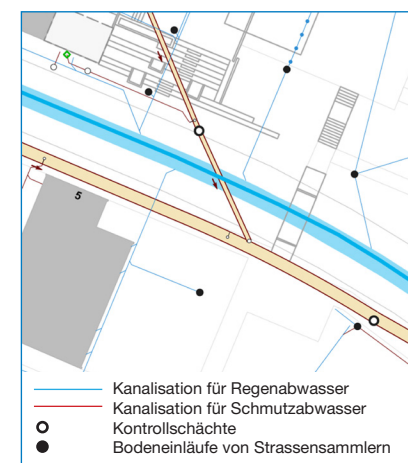 5
Kanalisation für Regenabwasser
Kanalisation für Schmutzabwasser
Kontrollschächte
Bodeneinläufe von Strassensammlern